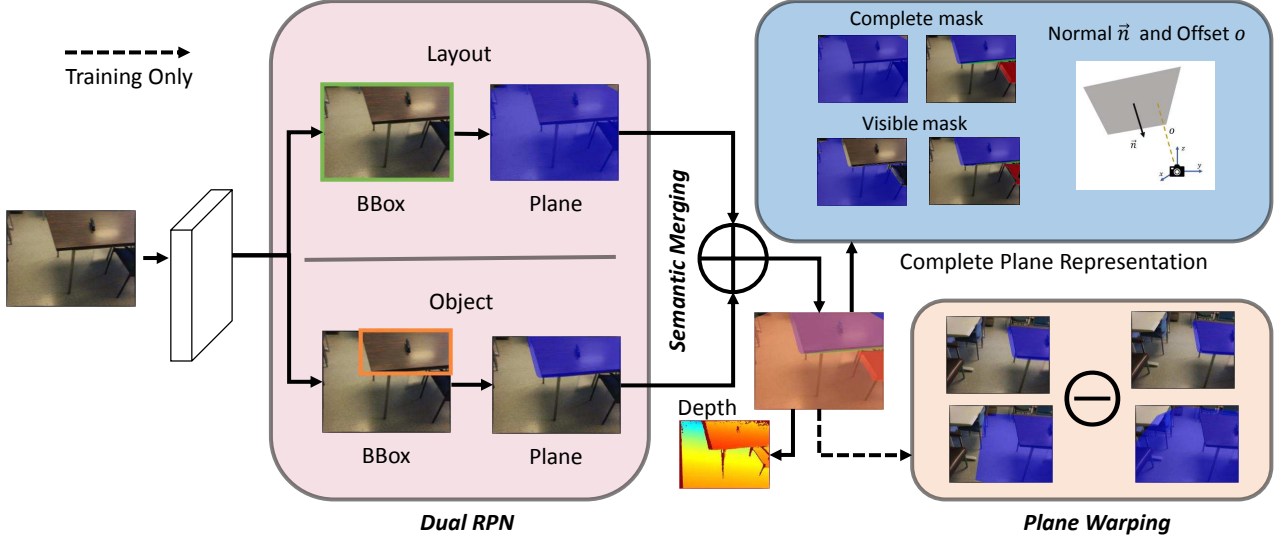 Training Only
Layout
BBox
Plane
Object
BBox
Plane
Dual RPN
Semantic Merging
Complete mask
Visible mask
Normal n⃗ and Offset o
o
n⃗
z
y
x
Complete Plane Representation
Depth
Plane Warping